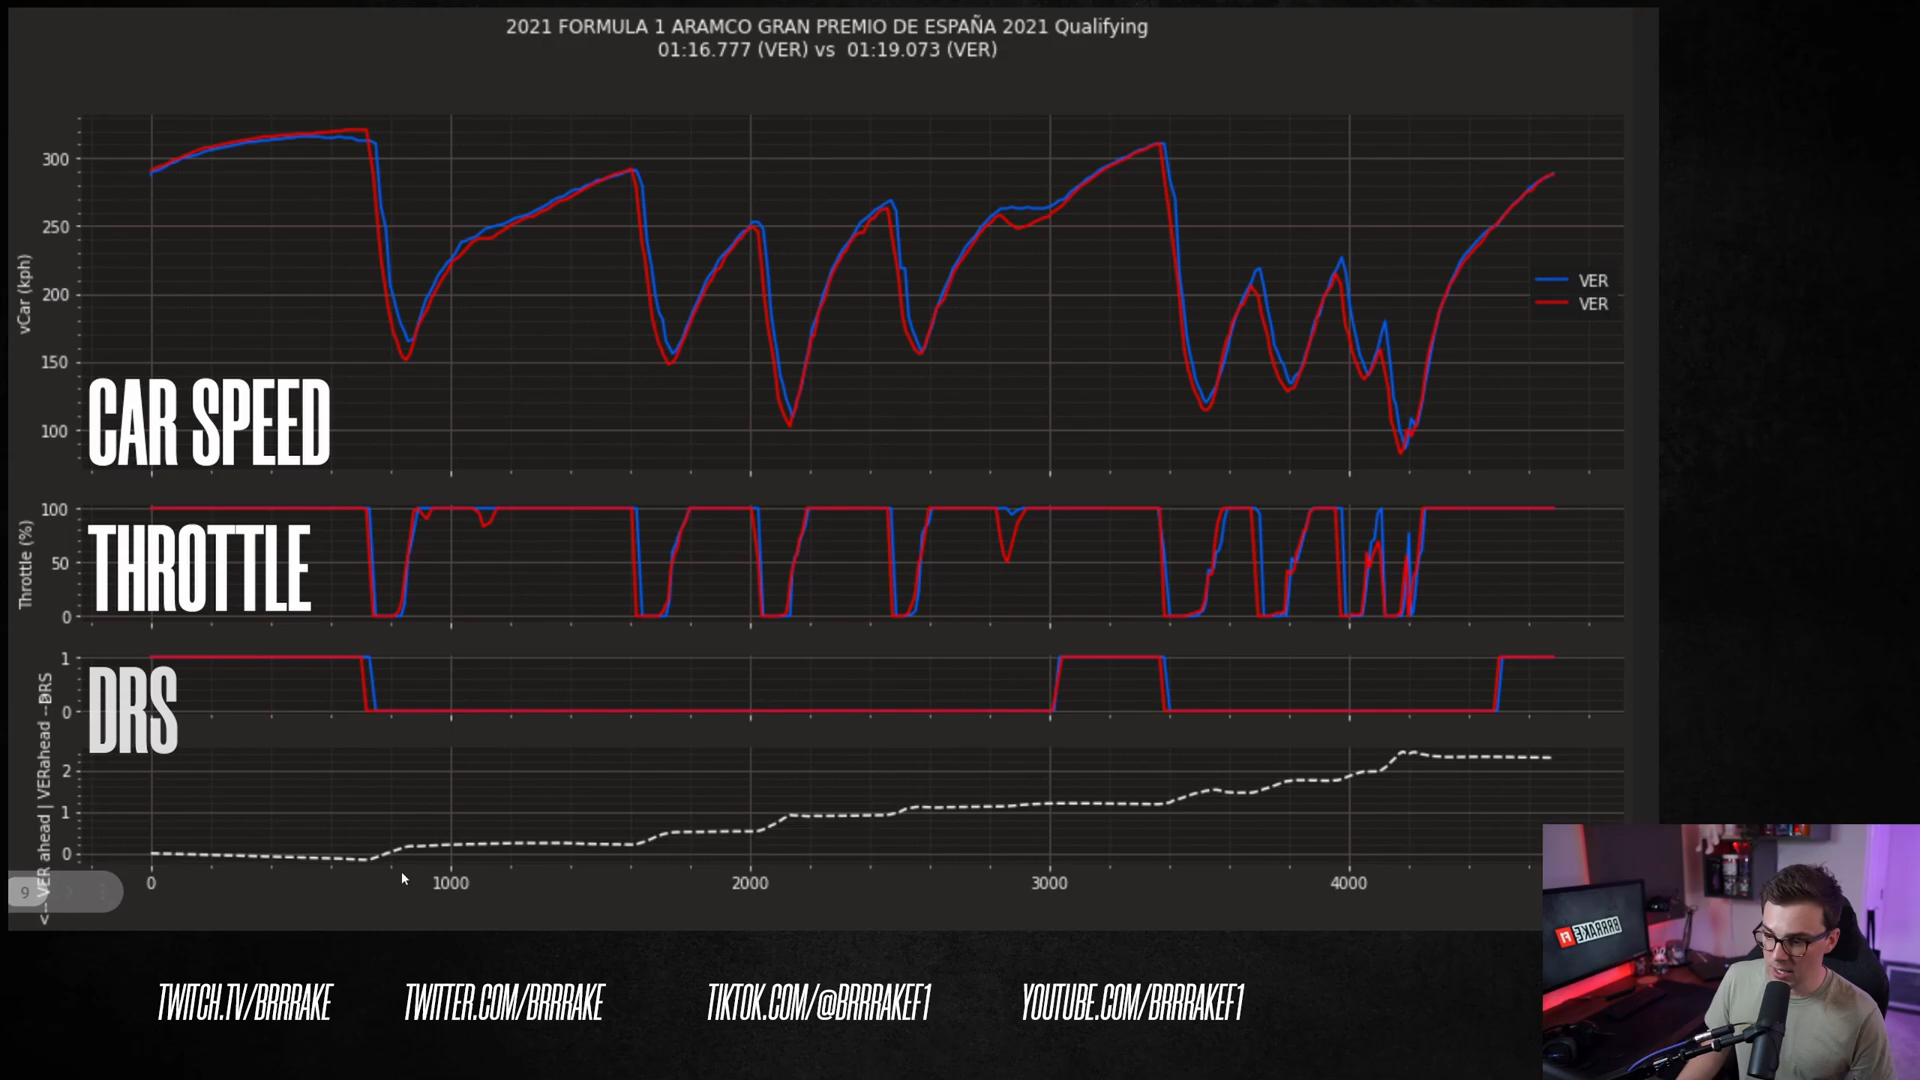 2021 FORMULA 1 ARAMCO GRAN PREMIO DE ESPAÑA 2021 Qualifying
01:16.777 (VER) vs 01:19.073 (VER)
300
250
200
150
100
vCar (kph)
VER
VER
CAR SPEED
100
50
0
Throttle (%)
THROTTLE
1
0
DRS
DRS
2
1
0
<-- VER ahead | VERahead --
9
0
1000
2000
3000
4000
BRRRAKE
TWITCH.TV/BRRRAKE
TWITTER.COM/BRRRAKE
TIKTOK.COM/@BRRRAKEF1
YOUTUBE.COM/BRRRAKEF1